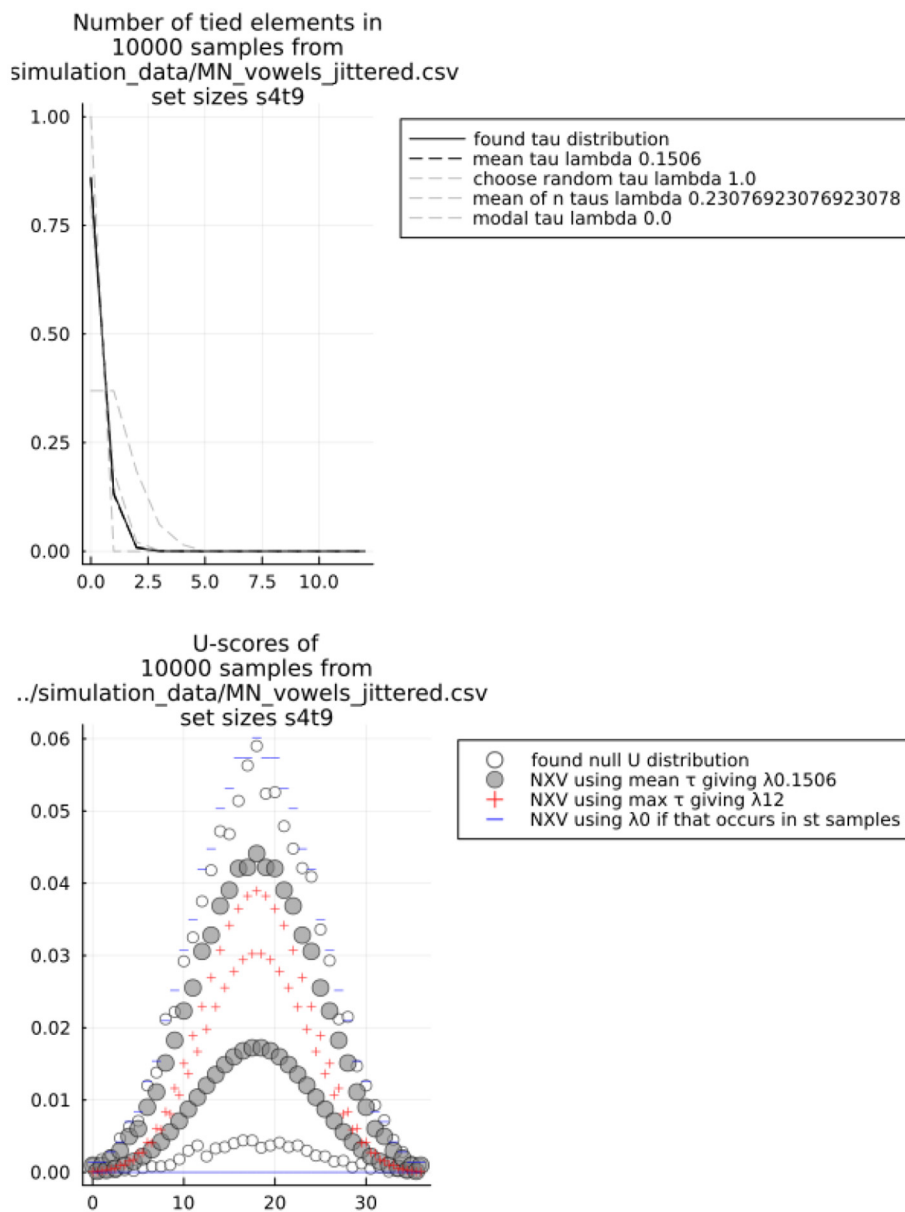 Number of tied elements in
10000 samples from
simulation_data/MN_vowels_jittered.csv
set sizes s4t9
1.00
0.75
0.50
0.25
0.00
0.0 2.5 5.0 7.5 10.0
found tau distribution
mean tau lambda 0.1506
choose random tau lambda 1.0
mean of n taus lambda 0.23076923076923078
modal tau lambda 0.0
U-scores of
10000 samples from
../simulation_data/MN_vowels_jittered.csv
set sizes s4t9
0.06
0.05
0.04
0.03
0.02
0.01
0.00
0 10 20 30
found null U distribution
NXV using mean τ giving λ0.1506
NXV using max τ giving λ12
NXV using λ0 if that occurs in st samples